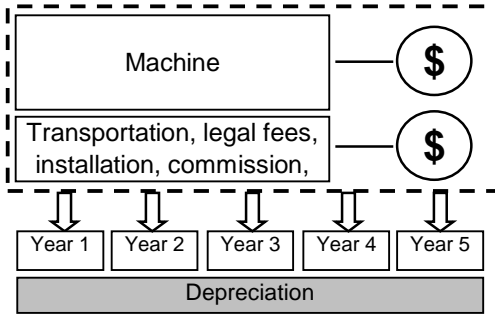 Machine
$
Transportation, legal fees,
installation, commission,
$
Year 1 Year 2 Year 3 Year 4 Year 5
Depreciation